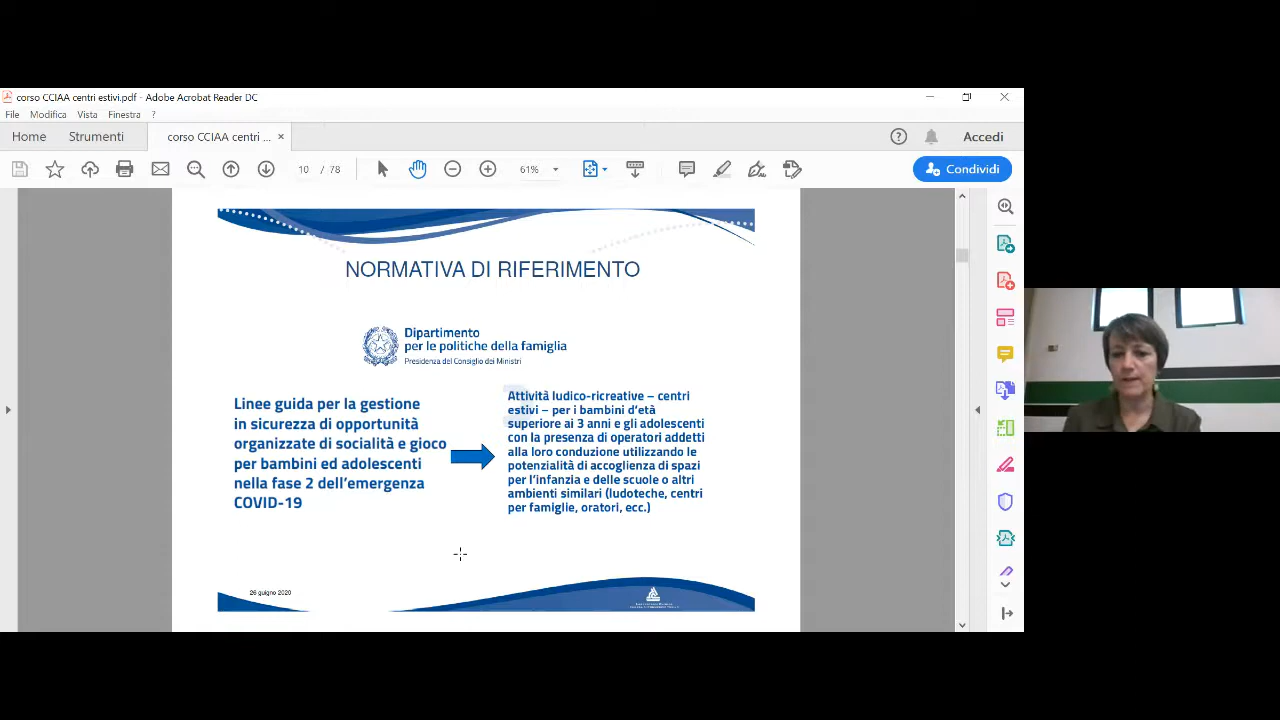 corso CCIAA centri estivi.pdf - Adobe Acrobat Reader DC
File Modifica Vista Finestra ?
Home Strumenti corso CCIAA centri ... × Accedi
10 / 78 61% Condividi
NORMATIVA DI RIFERIMENTO
Dipartimento
per le politiche della famiglia
Presidenza del Consiglio dei Ministri
Linee guida per la gestione
in sicurezza di opportunità
organizzate di socialità e gioco
per bambini ed adolescenti
nella fase 2 dell'emergenza
COVID-19
Attività ludico-ricreative – centri
estivi – per i bambini d'età
superiore ai 3 anni e gli adolescenti
con la presenza di operatori addetti
alla loro conduzione utilizzando le
potenzialità di accoglienza di spazi
per l'infanzia e delle scuole o altri
ambienti similari (ludoteche, centri
per famiglie, oratori, ecc.)
26 guigno 2020